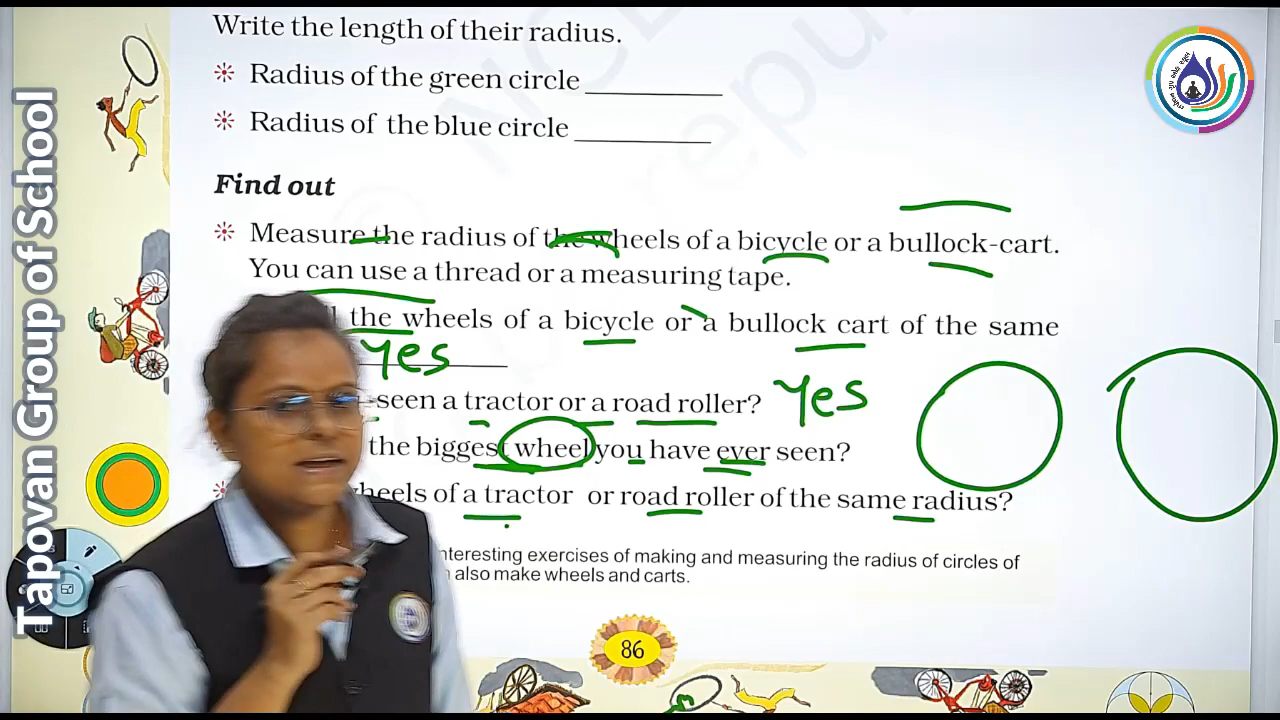 Write the length of their radius.
Radius of the green circle
Radius of the blue circle
Find out
Measure the radius of the wheels of a bicycle or a bullock-cart.
You can use a thread or a measuring tape.
the wheels of a bicycle or a bullock cart of the same
yes
seen a tractor or a road roller? Yes
the biggest wheel you have ever seen?
wheels of a tractor or road roller of the same radius?
interesting exercises of making and measuring the radius of circles of
also make wheels and carts.
86
Tapovan Group of School